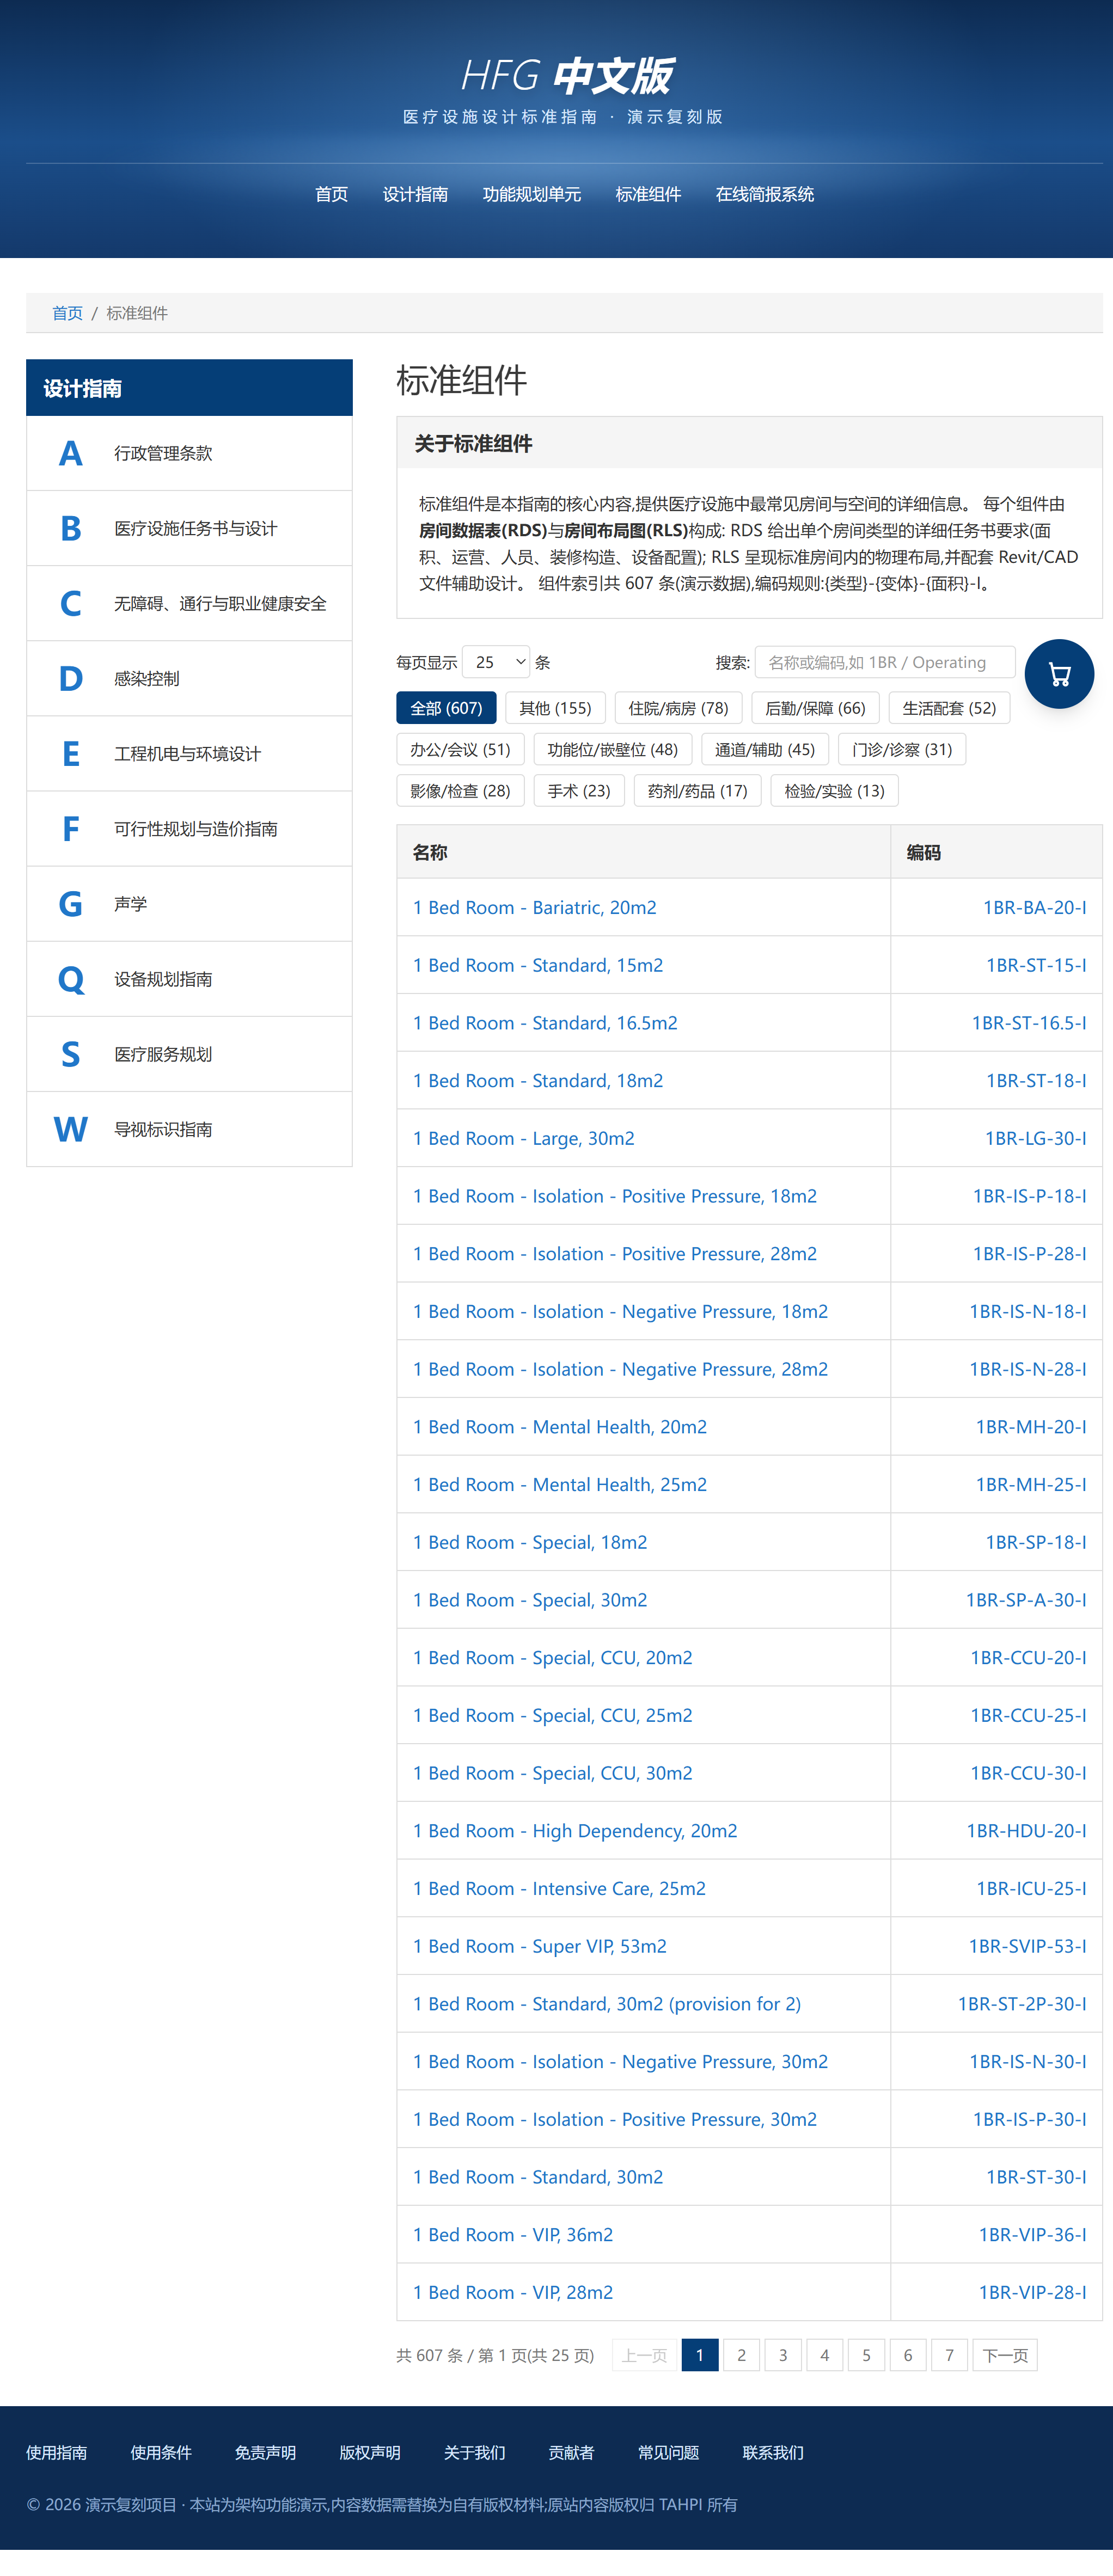 HFG 中文版
医疗设施设计标准指南 · 演示复刻版
首页 设计指南 功能规划单元 标准组件 在线简报系统
首页 / 标准组件
设计指南
A 行政管理条款
B 医疗设施任务书与设计
C 无障碍、通行与职业健康安全
D 感染控制
E 工程机电与环境设计
F 可行性规划与造价指南
G 声学
Q 设备规划指南
S 医疗服务规划
W 导视标识指南
标准组件
关于标准组件
标准组件是本指南的核心内容,提供医疗设施中最常见房间与空间的详细信息。 每个组件由
房间数据表(RDS)与房间布局图(RLS)构成: RDS 给出单个房间类型的详细任务书要求(面
积、运营、人员、装修构造、设备配置); RLS 呈现标准房间内的物理布局,并配套 Revit/CAD
文件辅助设计。 组件索引共 607 条(演示数据),编码规则:{类型}-{变体}-{面积}-I。
每页显示 25 条 搜索: 名称或编码,如 1BR / Operating
全部 (607) 其他 (155) 住院/病房 (78) 后勤/保障 (66) 生活配套 (52)
办公/会议 (51) 功能位/嵌壁位 (48) 通道/辅助 (45) 门诊/诊察 (31)
影像/检查 (28) 手术 (23) 药剂/药品 (17) 检验/实验 (13)
名称 编码
1 Bed Room - Bariatric, 20m2 1BR-BA-20-I
1 Bed Room - Standard, 15m2 1BR-ST-15-I
1 Bed Room - Standard, 16.5m2 1BR-ST-16.5-I
1 Bed Room - Standard, 18m2 1BR-ST-18-I
1 Bed Room - Large, 30m2 1BR-LG-30-I
1 Bed Room - Isolation - Positive Pressure, 18m2 1BR-IS-P-18-I
1 Bed Room - Isolation - Positive Pressure, 28m2 1BR-IS-P-28-I
1 Bed Room - Isolation - Negative Pressure, 18m2 1BR-IS-N-18-I
1 Bed Room - Isolation - Negative Pressure, 28m2 1BR-IS-N-28-I
1 Bed Room - Mental Health, 20m2 1BR-MH-20-I
1 Bed Room - Mental Health, 25m2 1BR-MH-25-I
1 Bed Room - Special, 18m2 1BR-SP-18-I
1 Bed Room - Special, 30m2 1BR-SP-A-30-I
1 Bed Room - Special, CCU, 20m2 1BR-CCU-20-I
1 Bed Room - Special, CCU, 25m2 1BR-CCU-25-I
1 Bed Room - Special, CCU, 30m2 1BR-CCU-30-I
1 Bed Room - High Dependency, 20m2 1BR-HDU-20-I
1 Bed Room - Intensive Care, 25m2 1BR-ICU-25-I
1 Bed Room - Super VIP, 53m2 1BR-SVIP-53-I
1 Bed Room - Standard, 30m2 (provision for 2) 1BR-ST-2P-30-I
1 Bed Room - Isolation - Negative Pressure, 30m2 1BR-IS-N-30-I
1 Bed Room - Isolation - Positive Pressure, 30m2 1BR-IS-P-30-I
1 Bed Room - Standard, 30m2 1BR-ST-30-I
1 Bed Room - VIP, 36m2 1BR-VIP-36-I
1 Bed Room - VIP, 28m2 1BR-VIP-28-I
共 607 条 / 第 1 页(共 25 页) 上一页 1 2 3 4 5 6 7 下一页
使用指南 使用条件 免责声明 版权声明 关于我们 贡献者 常见问题 联系我们
© 2026 演示复刻项目 · 本站为架构功能演示,内容数据需替换为自有版权材料;原站内容版权归 TAHPI 所有